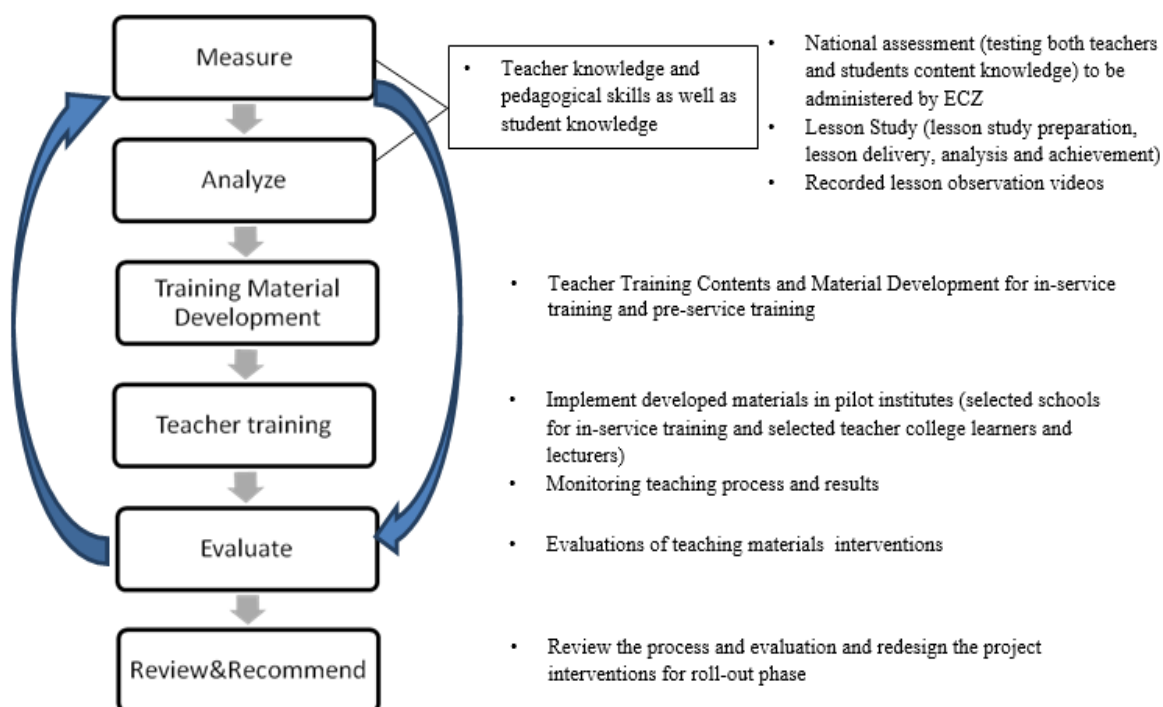 Measure
• Teacher knowledge and
pedagogical skills as well as
student knowledge
• National assessment (testing both teachers
and students content knowledge) to be
administered by ECZ
• Lesson Study (lesson study preparation,
lesson delivery, analysis and achievement)
• Recorded lesson observation videos
Analyze
Training Material
Development
• Teacher Training Contents and Material Development for in-service
training and pre-service training
Teacher training
• Implement developed materials in pilot institutes (selected schools
for in-service training and selected teacher college learners and
lecturers)
• Monitoring teaching process and results
Evaluate
• Evaluations of teaching materials interventions
Review&Recommend
• Review the process and evaluation and redesign the project
interventions for roll-out phase